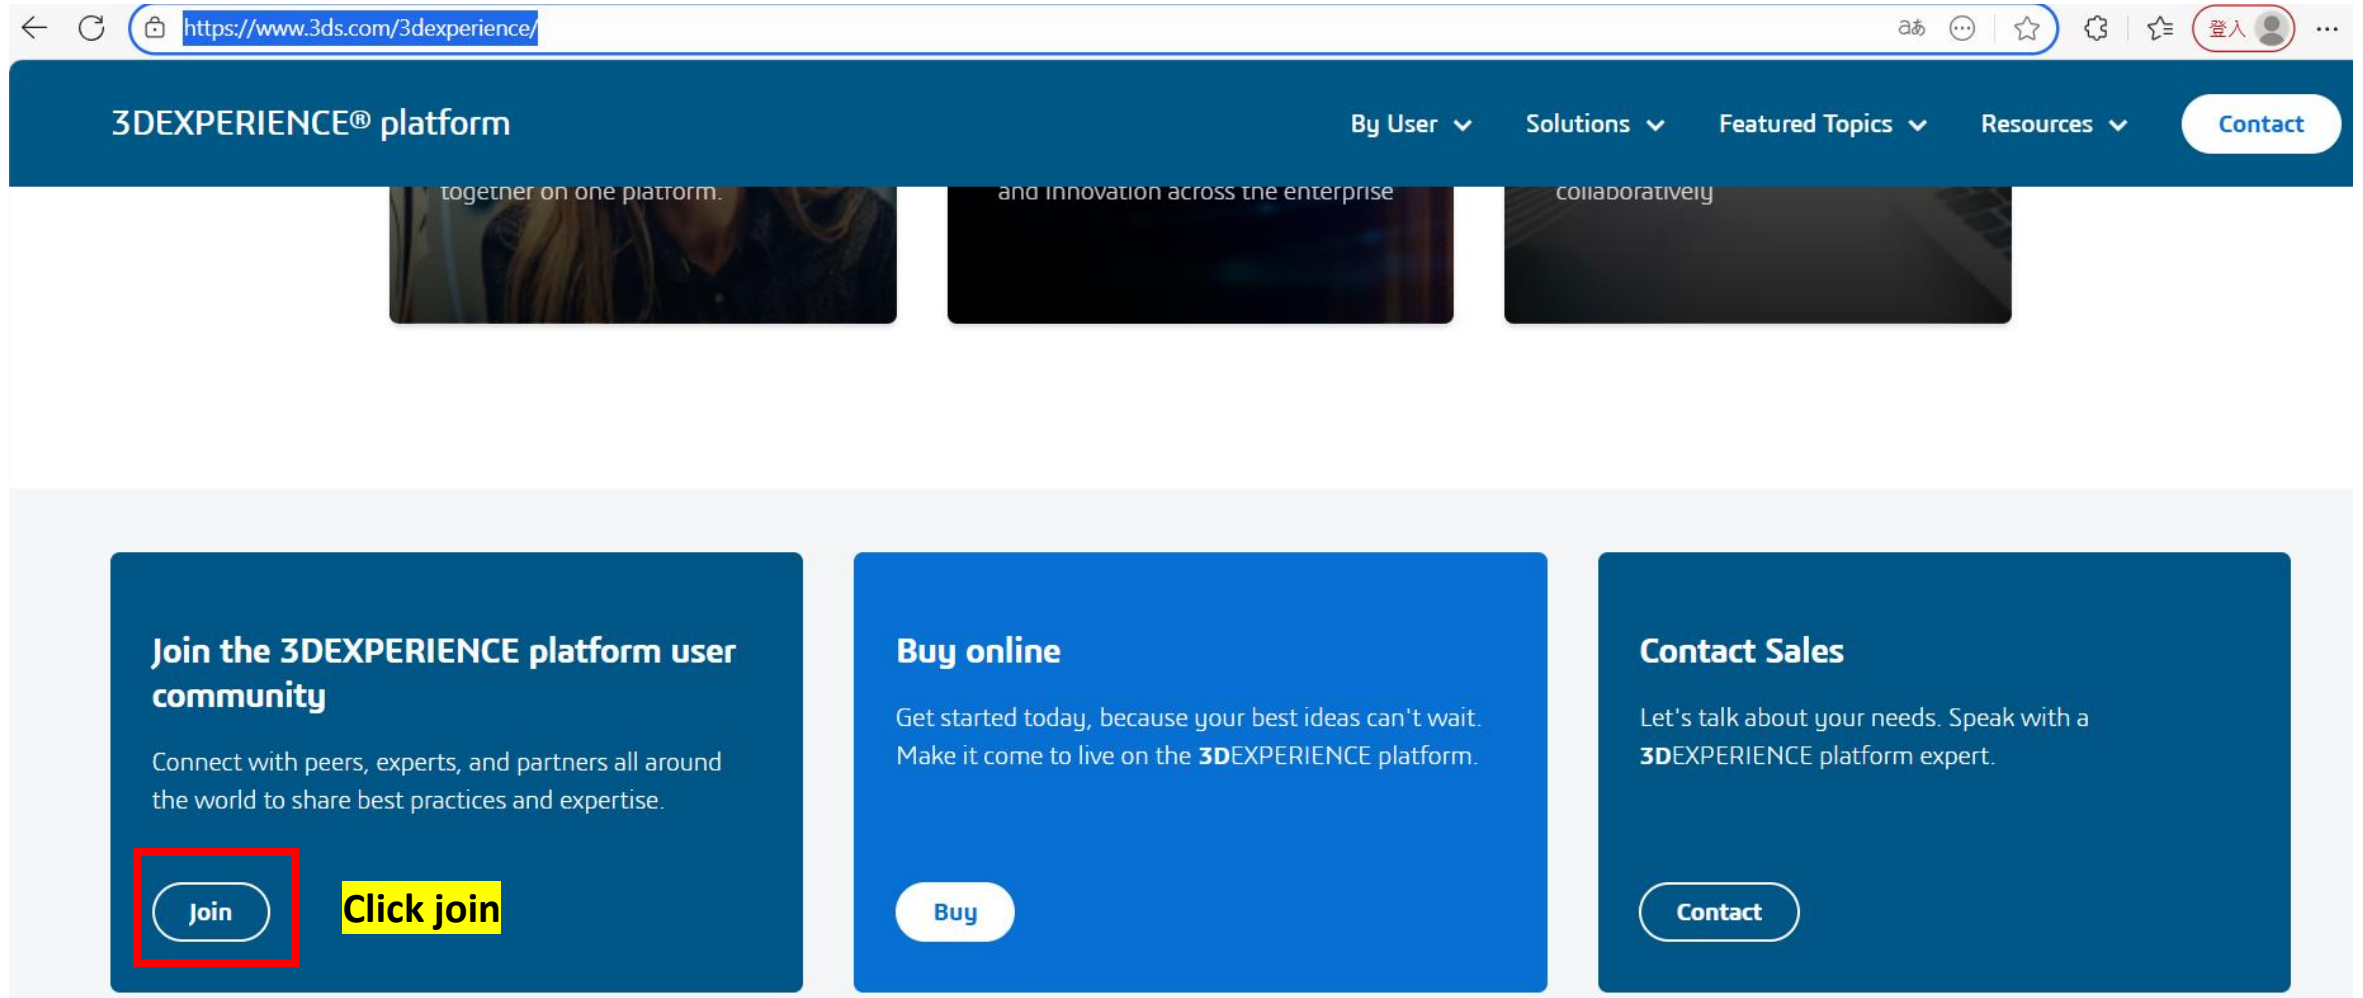 https://www.3ds.com/3dexperience/
aあ
登入
3DEXPERIENCE® platform
By User
Solutions
Featured Topics
Resources
Contact
together on one platform.
and Innovation across the enterprise
collaboratively
Join the 3DEXPERIENCE platform user
community
Connect with peers, experts, and partners all around
the world to share best practices and expertise.
Join
Click join
Buy online
Get started today, because your best ideas can't wait.
Make it come to live on the 3DEXPERIENCE platform.
Buy
Contact Sales
Let's talk about your needs. Speak with a
3DEXPERIENCE platform expert.
Contact